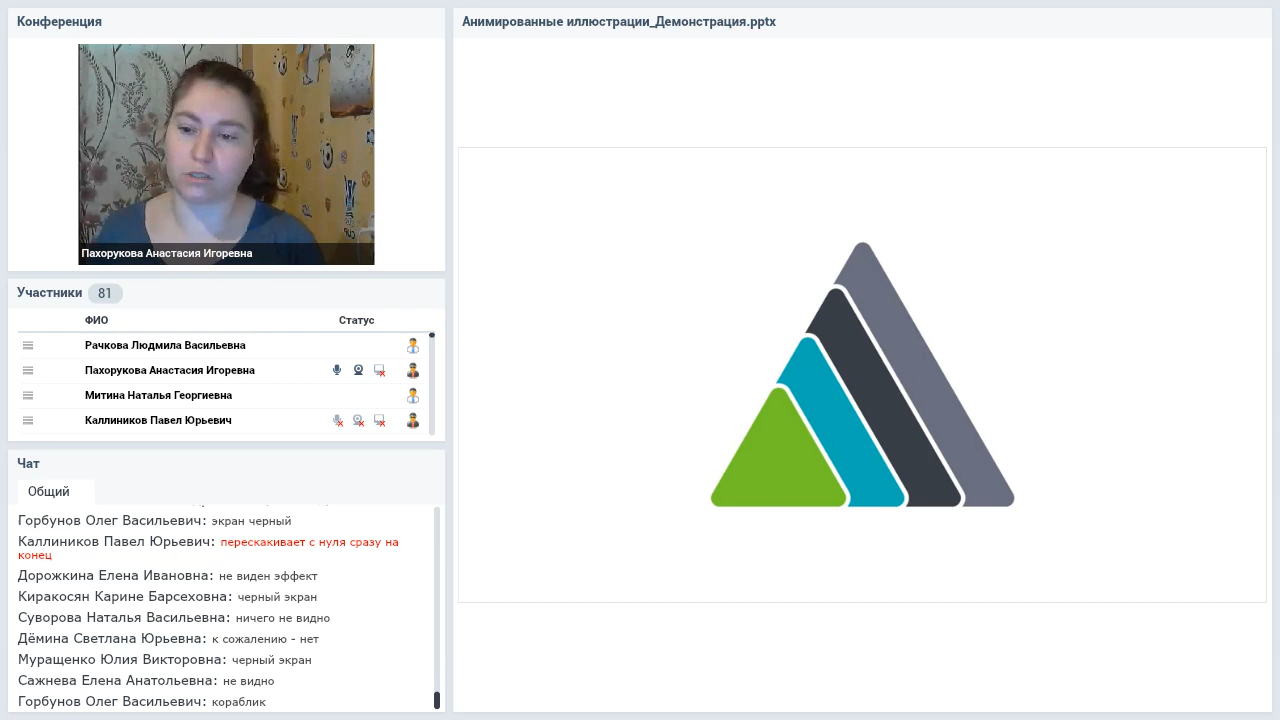 Конференция
Пахорукова Анастасия Игоревна
Участники 81
ФИО Статус
Рачкова Людмила Васильевна
Пахорукова Анастасия Игоревна
Митина Наталья Георгиевна
Каллиников Павел Юрьевич
Чат
Общий
Горбунов Олег Васильевич: экран черный
Каллиников Павел Юрьевич: перескакивает с нуля сразу на
конец
Дорожкина Елена Ивановна: не виден эффект
Киракосян Карине Барсеховна: черный экран
Суворова Наталья Васильевна: ничего не видно
Дёмина Светлана Юрьевна: к сожалению - нет
Муращенко Юлия Викторовна: черный экран
Сажнева Елена Анатольевна: не видно
Горбунов Олег Васильевич: кораблик
Анимированные иллюстрации_Демонстрация.pptx